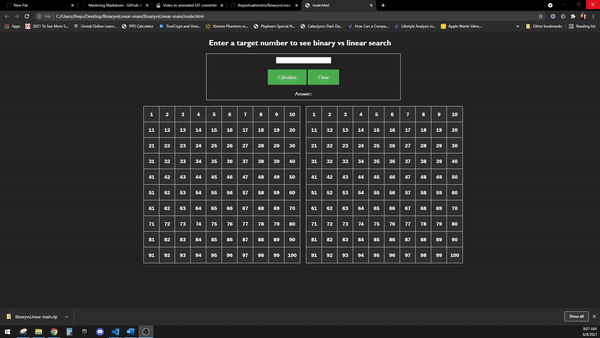 New File
Mastering Markdown · GitHub
Video to animated GIF converter
node.html
File | C:/Users/thejo/Desktop/BinaryvsLinear-main/BinaryvsLinear-main/node.html
Apps
2021 To See More S...
Unreal Online Lear...
PPD Calculator
TrustCrypt and Vera...
Xtreme Phantom vs...
Plaplearn Special N...
Cataclysm: Dark Da...
How Can a Compa...
Lifestyle Analysis in...
Apple Wants Valve...
Other bookmarks
Reading list
Enter a target number to see binary vs linear search
Calculate Clear
Answer:
1 2 3 4 5 6 7 8 9 10 1 2 3 4 5 6 7 8 9 10
11 12 13 14 15 16 17 18 19 20 11 12 13 14 15 16 17 18 19 20
21 22 23 24 25 26 27 28 29 30 21 22 23 24 25 26 27 28 29 30
31 32 33 34 35 36 37 38 39 40 31 32 33 34 35 36 37 38 39 40
41 42 43 44 45 46 47 48 49 50 41 42 43 44 45 46 47 48 49 50
51 52 53 54 55 56 57 58 59 60 51 52 53 54 55 56 57 58 59 60
61 62 63 64 65 66 67 68 69 70 61 62 63 64 65 66 67 68 69 70
71 72 73 74 75 76 77 78 79 80 71 72 73 74 75 76 77 78 79 80
81 82 83 84 85 86 87 88 89 90 81 82 83 84 85 86 87 88 89 90
91 92 93 94 95 96 97 98 99 100 91 92 93 94 95 96 97 98 99 100
BinaryvsLinear-main.zip
Show all
8:07 AM
6/8/2021